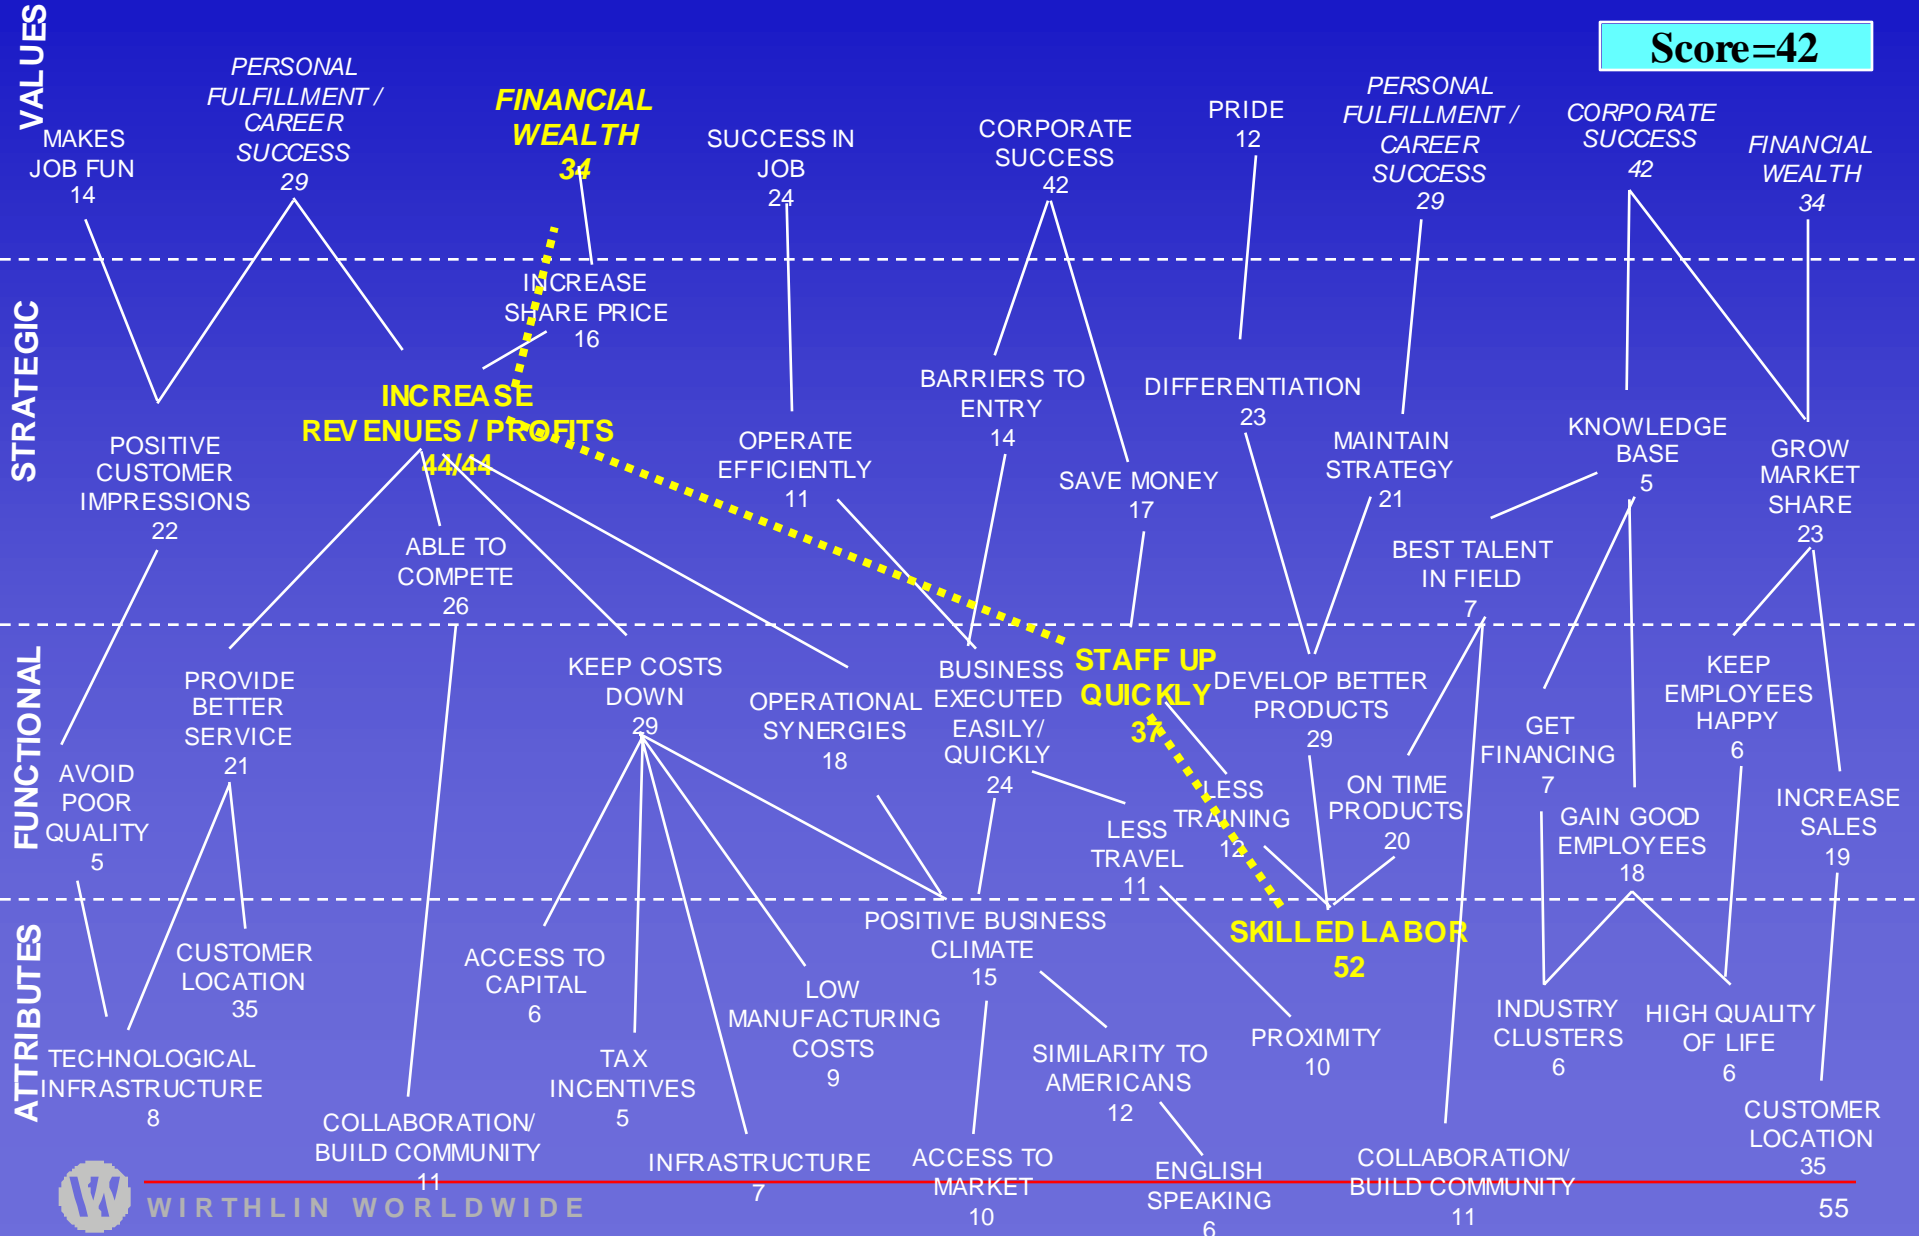 VALUES
Score=42
MAKES
JOB FUN
14
PERSONAL
FULFILLMENT /
CAREER
SUCCESS
29
FINANCIAL
WEALTH
34
SUCCESS IN
JOB
24
CORPORATE
SUCCESS
42
PRIDE
12
PERSONAL
FULFILLMENT /
CAREER
SUCCESS
29
CORPORATE
SUCCESS
42
FINANCIAL
WEALTH
34
STRATEGIC
INCREASE
SHARE PRICE
16
INCREASE
REVENUES / PROFITS
44/44
POSITIVE
CUSTOMER
IMPRESSIONS
22
ABLE TO
COMPETE
26
OPERATE
EFFICIENTLY
11
BARRIERS TO
ENTRY
14
SAVE MONEY
17
DIFFERENTIATION
23
MAINTAIN
STRATEGY
21
BEST TALENT
IN FIELD
7
KNOWLEDGE
BASE
5
GROW
MARKET
SHARE
23
FUNCTIONAL
AVOID
POOR
QUALITY
5
PROVIDE
BETTER
SERVICE
21
KEEP COSTS
DOWN
29
OPERATIONAL
SYNERGIES
18
BUSINESS
EXECUTED
EASILY/
QUICKLY
24
STAFF UP
QUICKLY
37
LESS
TRAVEL
11
LESS
TRAINING
12
DEVELOP BETTER
PRODUCTS
29
ON TIME
PRODUCTS
20
GET
FINANCING
7
GAIN GOOD
EMPLOYEES
18
KEEP
EMPLOYEES
HAPPY
6
INCREASE
SALES
19
ATTRIBUTES
TECHNOLOGICAL
INFRASTRUCTURE
8
CUSTOMER
LOCATION
35
COLLABORATION/
BUILD COMMUNITY
11
ACCESS TO
CAPITAL
6
TAX
INCENTIVES
5
INFRASTRUCTURE
7
LOW
MANUFACTURING
COSTS
9
POSITIVE BUSINESS
CLIMATE
15
ACCESS TO
MARKET
10
SIMILARITY TO
AMERICANS
12
ENGLISH
SPEAKING
6
SKILLED LABOR
52
PROXIMITY
10
COLLABORATION/
BUILD COMMUNITY
11
INDUSTRY
CLUSTERS
6
HIGH QUALITY
OF LIFE
6
CUSTOMER
LOCATION
35
W
WIRTHLIN WORLDWIDE
55